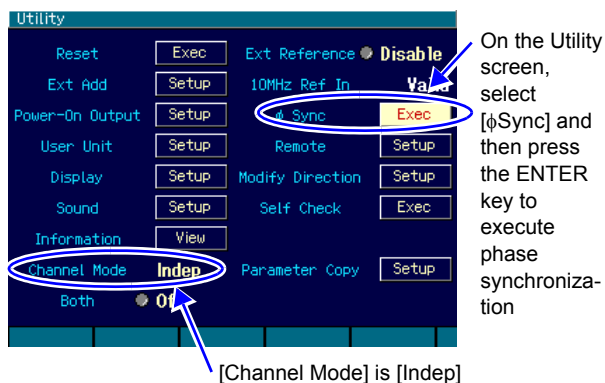 Utility
Reset Exec Ext Reference Disable
Ext Add Setup 10MHz Ref In
Power-On Output Setup ϕ Sync Exec
User Unit Setup Remote Setup
Display Setup Modify Direction Setup
Sound Setup Self Check Exec
Information View
Channel Mode Indep Parameter Copy Setup
Both
On the Utility
screen,
select
[ϕSync] and
then press
the ENTER
key to
execute
phase
synchroniza-
tion
[Channel Mode] is [Indep]